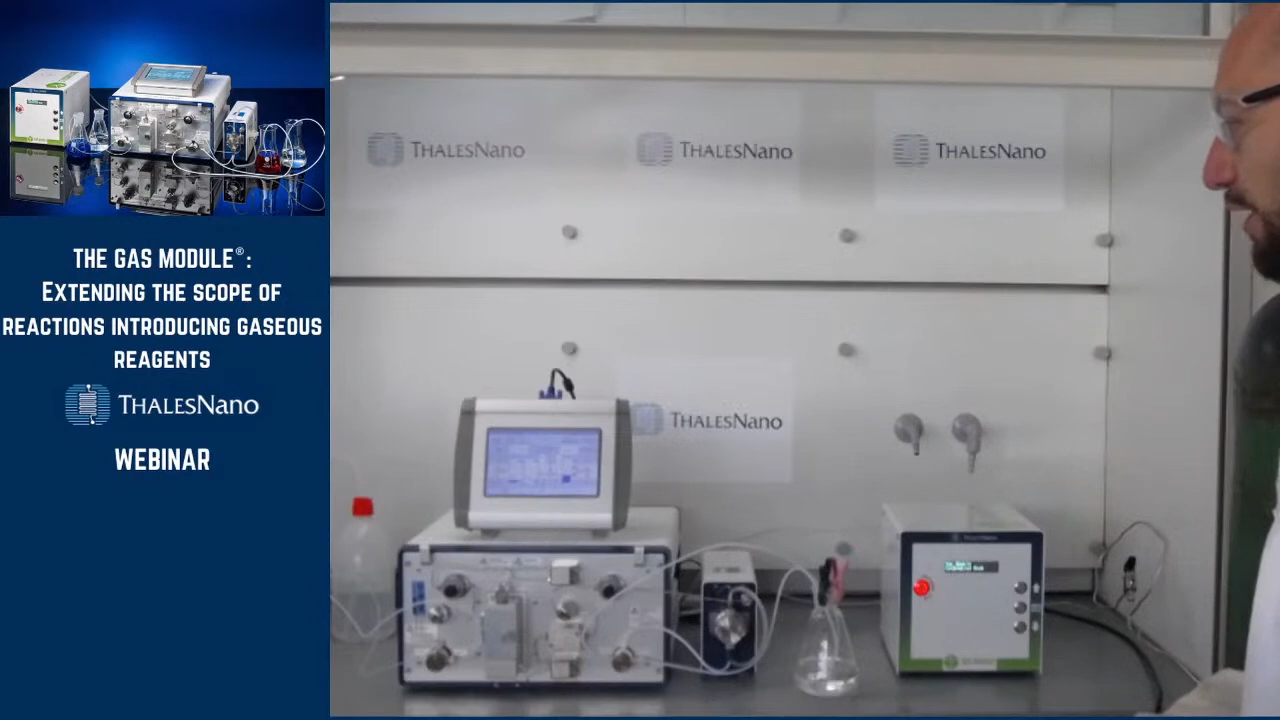 THE GAS MODULE®:
EXTENDING THE SCOPE OF
REACTIONS INTRODUCING GASEOUS
REAGENTS
THALESNano
WEBINAR
THALESNano
THALESNano
THALESNano
THALESNano